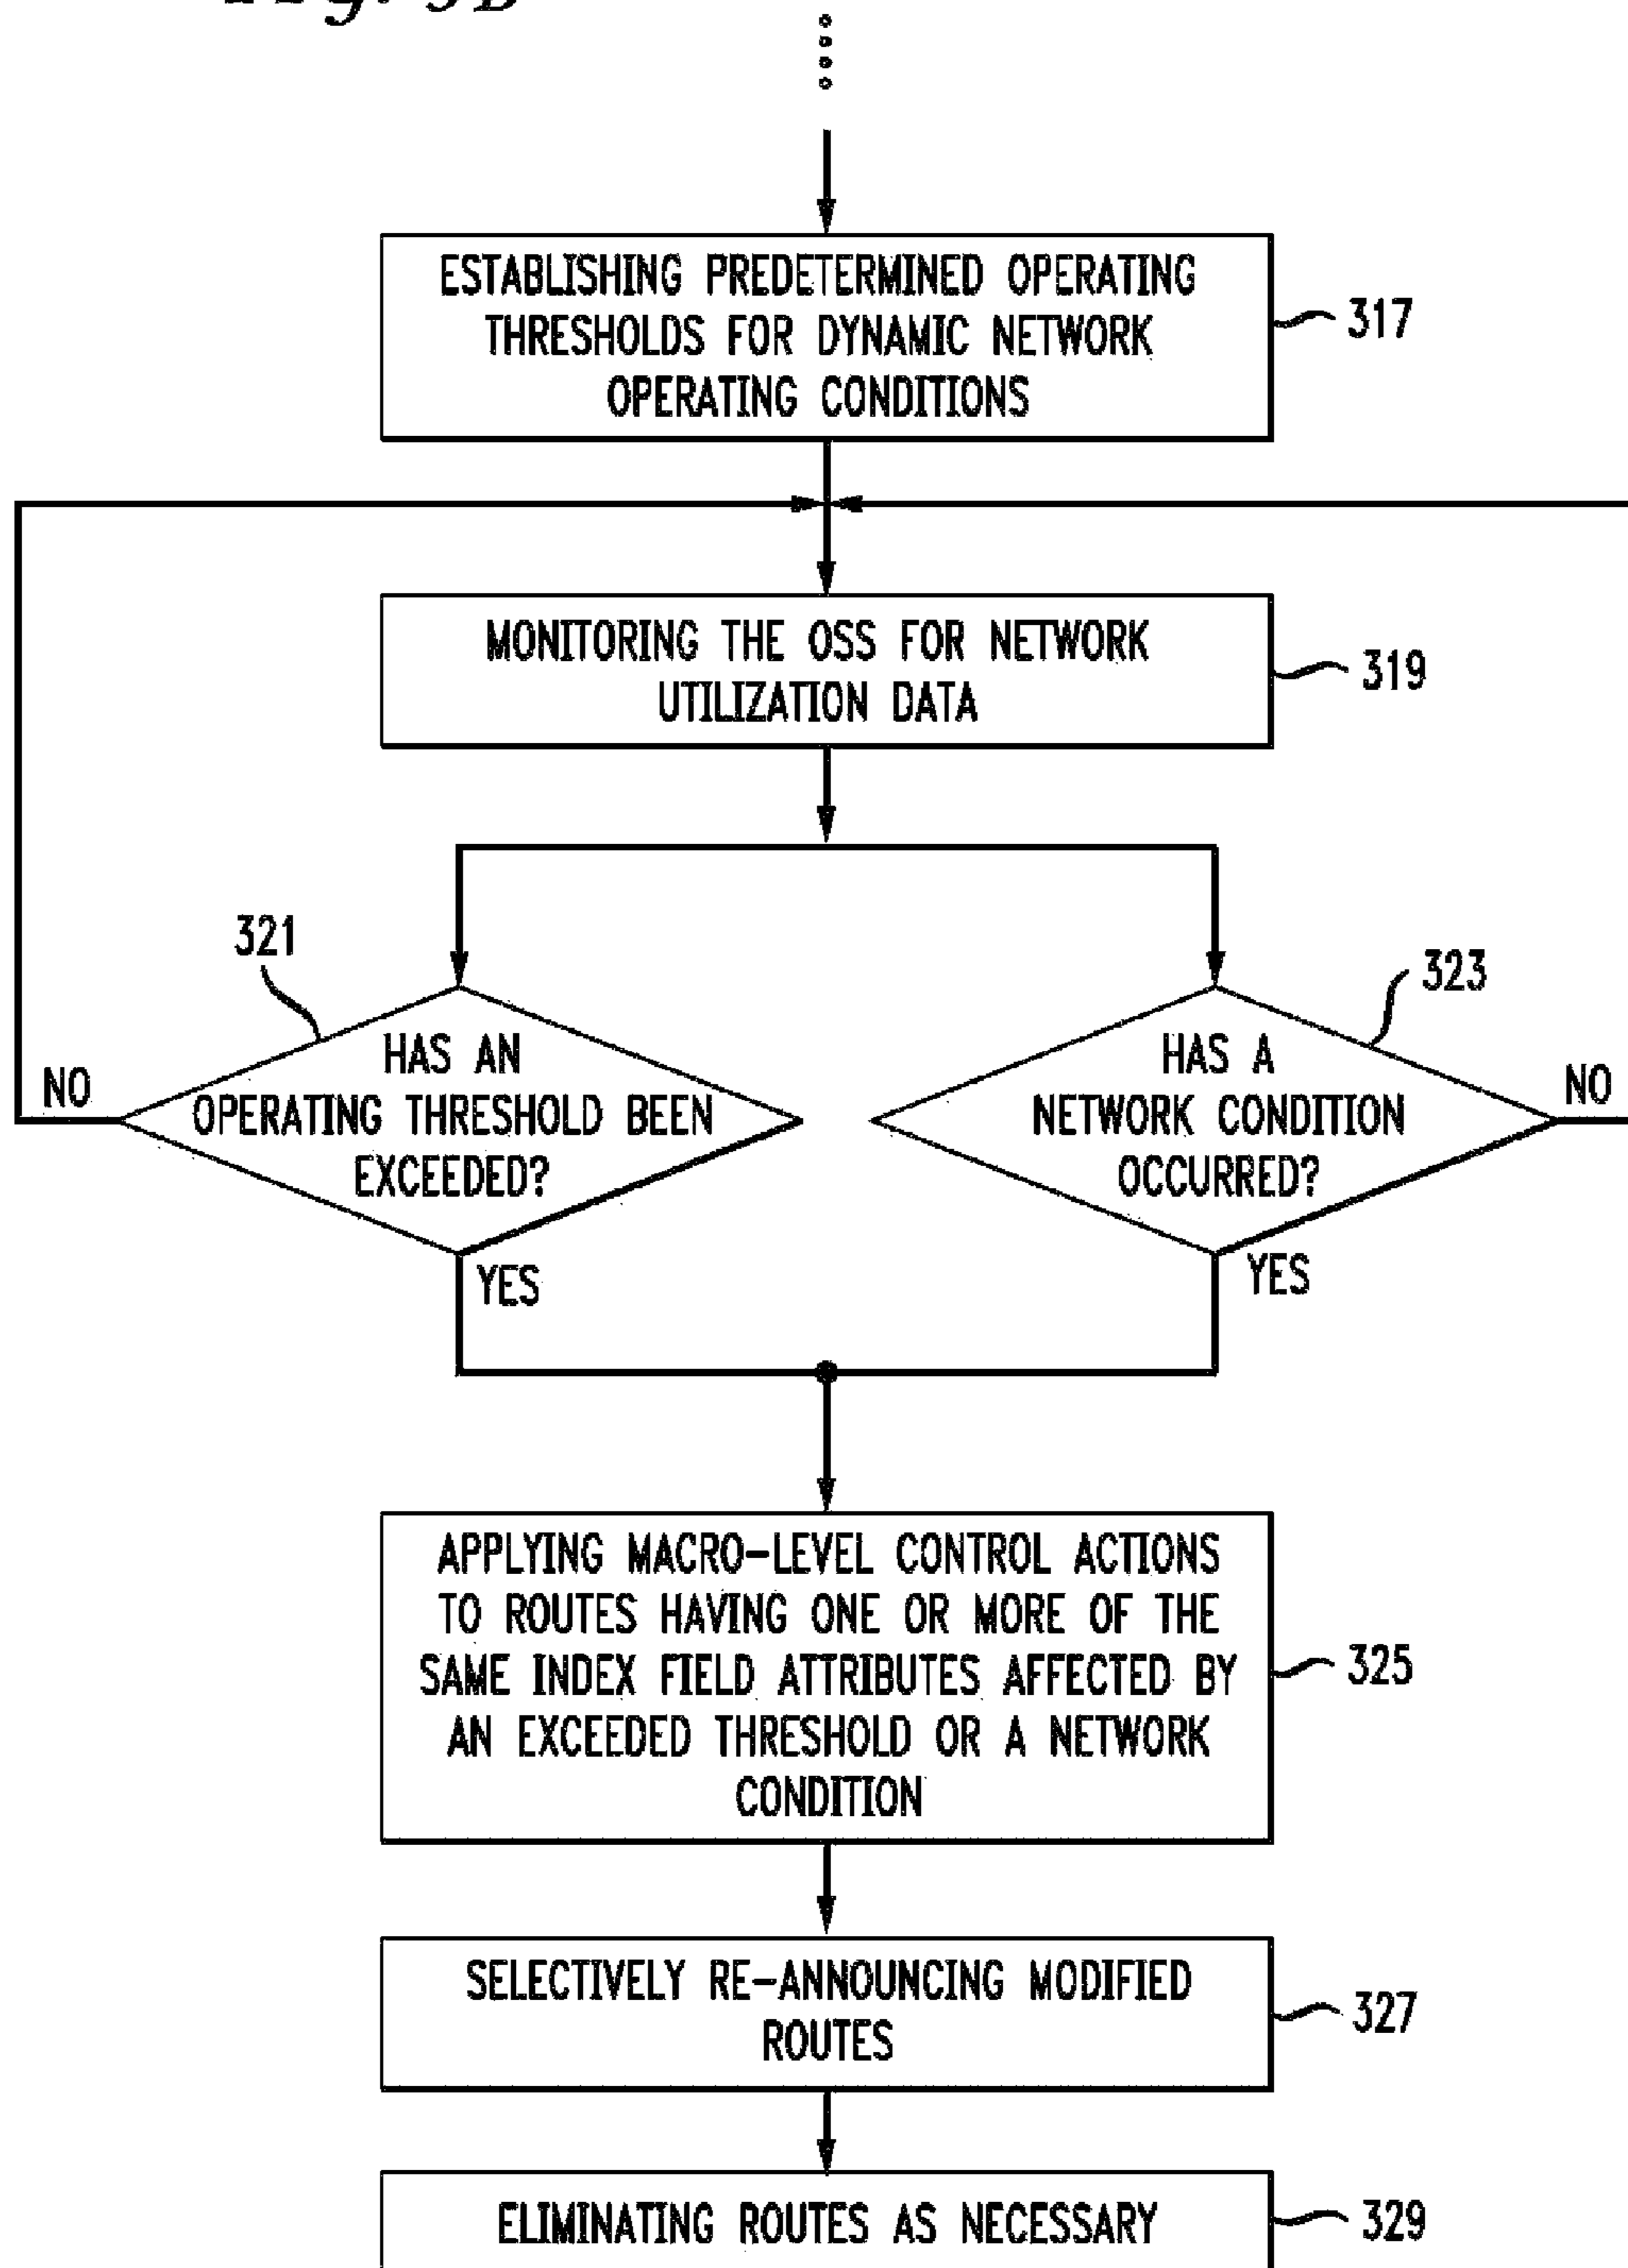 ESTABLISHING PREDETERMINED OPERATING
THRESHOLDS FOR DYNAMIC NETWORK
OPERATING CONDITIONS
317
MONITORING THE OSS FOR NETWORK
UTILIZATION DATA
319
321
323
HAS AN
OPERATING THRESHOLD BEEN
EXCEEDED?
NO
YES
HAS A
NETWORK CONDITION
OCCURRED?
NO
YES
APPLYING MACRO-LEVEL CONTROL ACTIONS
TO ROUTES HAVING ONE OR MORE OF THE
SAME INDEX FIELD ATTRIBUTES AFFECTED BY
AN EXCEEDED THRESHOLD OR A NETWORK
CONDITION
325
SELECTIVELY RE-ANNOUNCING MODIFIED
ROUTES
327
ELIMINATING ROUTES AS NECESSARY
329